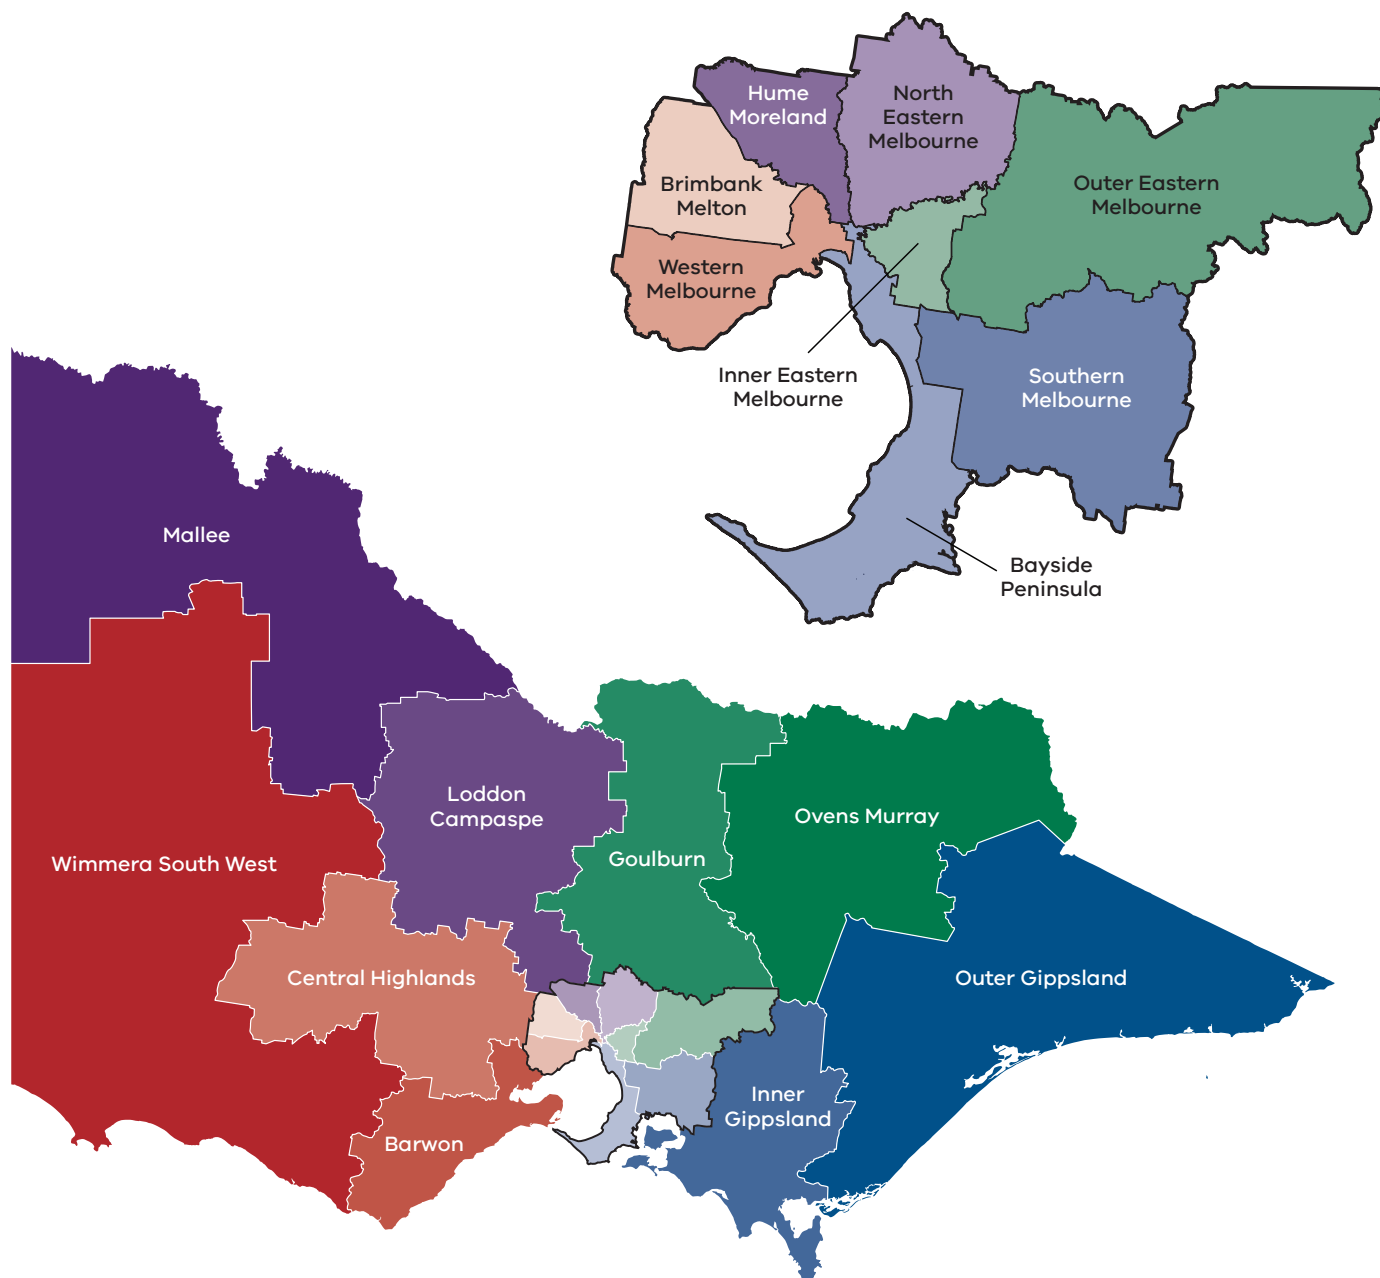 Hume
Moreland
North
Eastern
Melbourne
Brimbank
Melton
Outer Eastern
Melbourne
Western
Melbourne
Inner Eastern
Melbourne
Southern
Melbourne
Bayside
Peninsula
Mallee
Loddon
Campaspe
Ovens Murray
Wimmera South West
Goulburn
Central Highlands
Outer Gippsland
Inner
Gippsland
Barwon